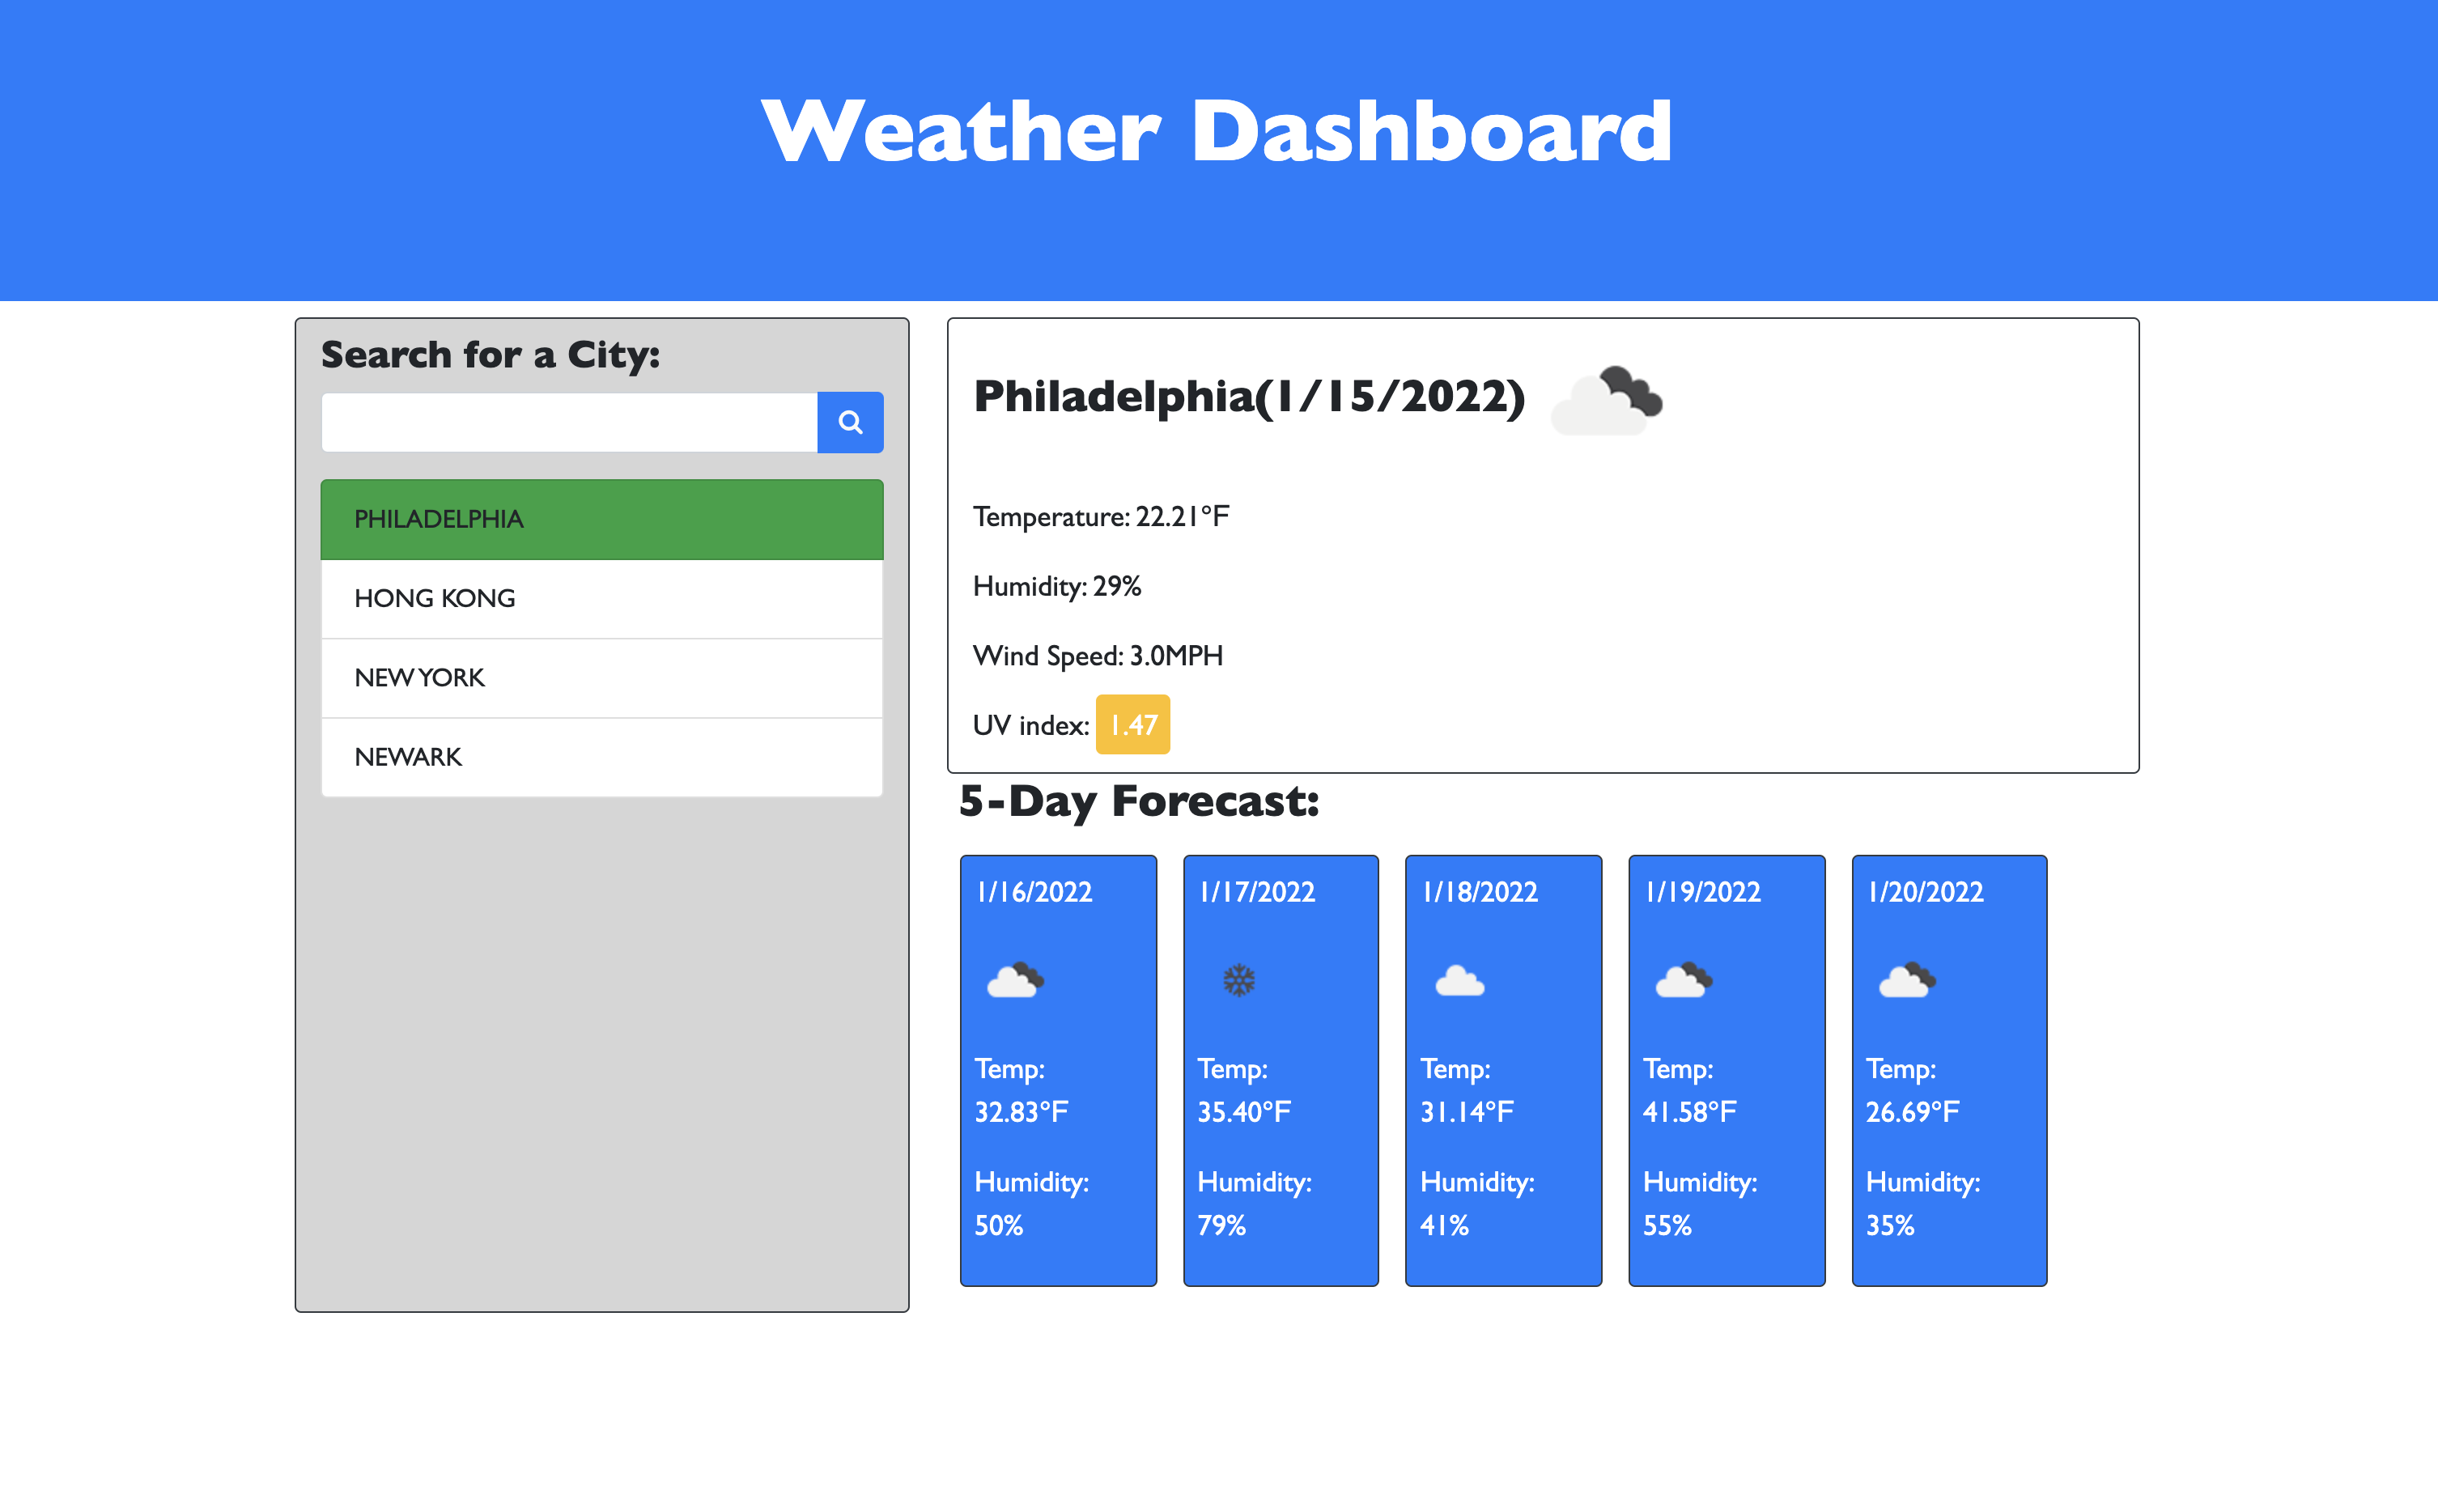 Weather Dashboard
Search for a City:
PHILADELPHIA
HONG KONG
NEW YORK
NEWARK
Philadelphia(1/15/2022)
Temperature: 22.21°F
Humidity: 29%
Wind Speed: 3.0MPH
UV index: 1.47
5-Day Forecast:
1/16/2022
Temp:
32.83°F
Humidity:
50%
1/17/2022
Temp:
35.40°F
Humidity:
79%
1/18/2022
Temp:
31.14°F
Humidity:
41%
1/19/2022
Temp:
41.58°F
Humidity:
55%
1/20/2022
Temp:
26.69°F
Humidity:
35%